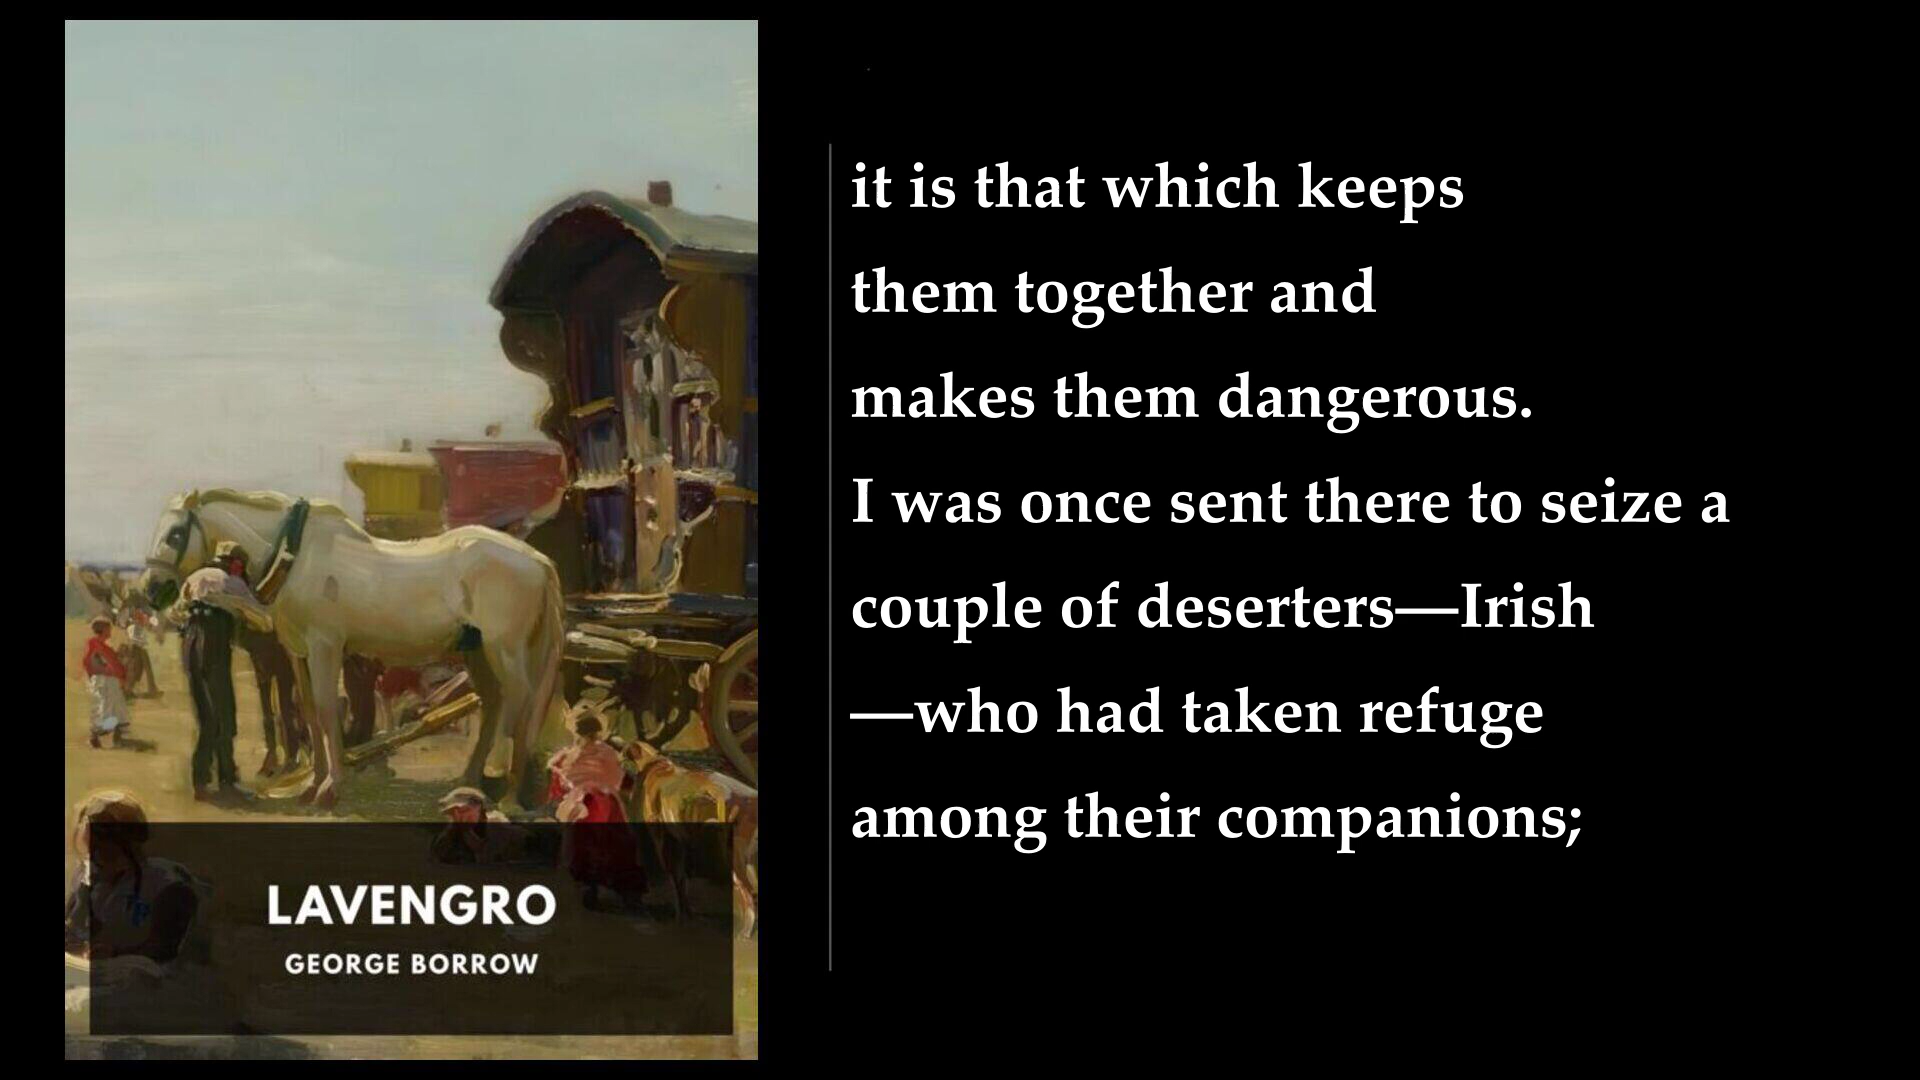 it is that which keeps
them together and
makes them dangerous.
I was once sent there to seize a
couple of deserters—Irish
—who had taken refuge
among their companions;
LAVENGRO
GEORGE BORROW